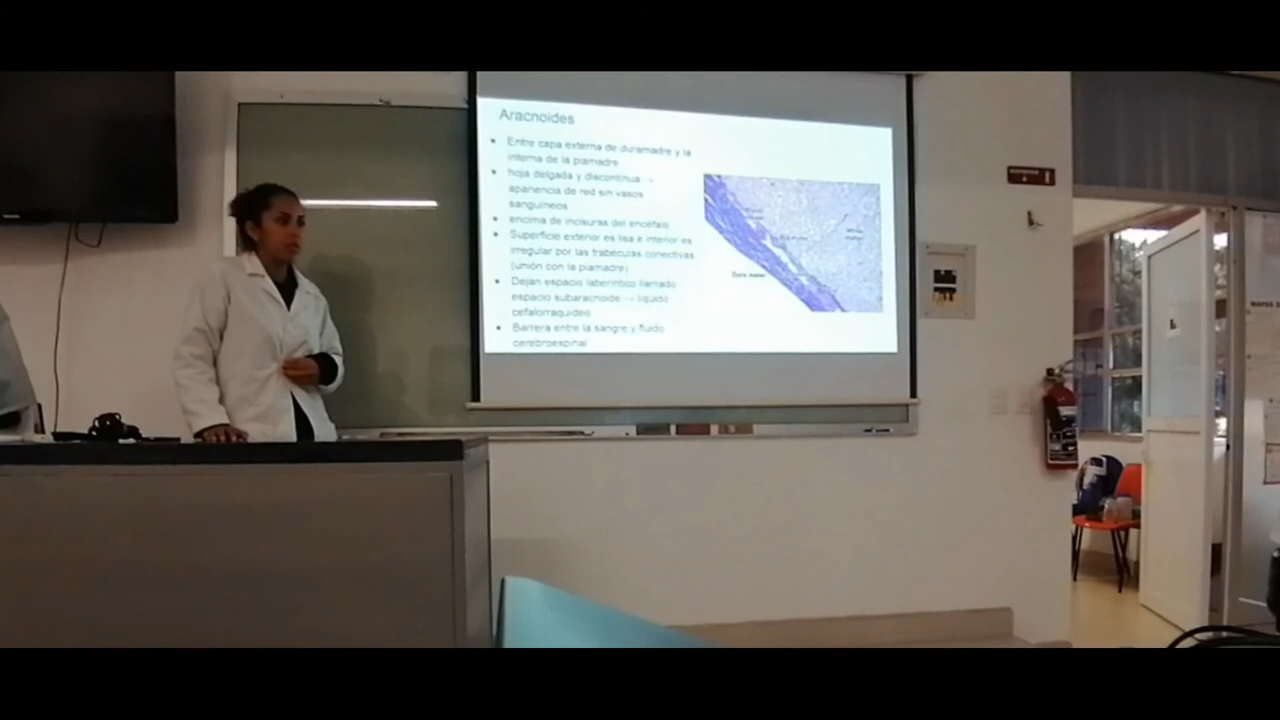 Aracnoides
• Entre capa externa de duramadre y la
interna de la piamadre
• hoja delgada y discontinua →
apariencia de red sin vasos
sanguíneos
• encima de incisuras del encéfalo
• Superficie exterior es lisa e interior es
irregular por las trabéculas conectivas
(unión con la piamadre)
• Dejan espacio laberíntico llamado
espacio subaracnoide → líquido
cefalorraquídeo
• Barrera entre la sangre y fluido
cerebroespinal
Dura mater